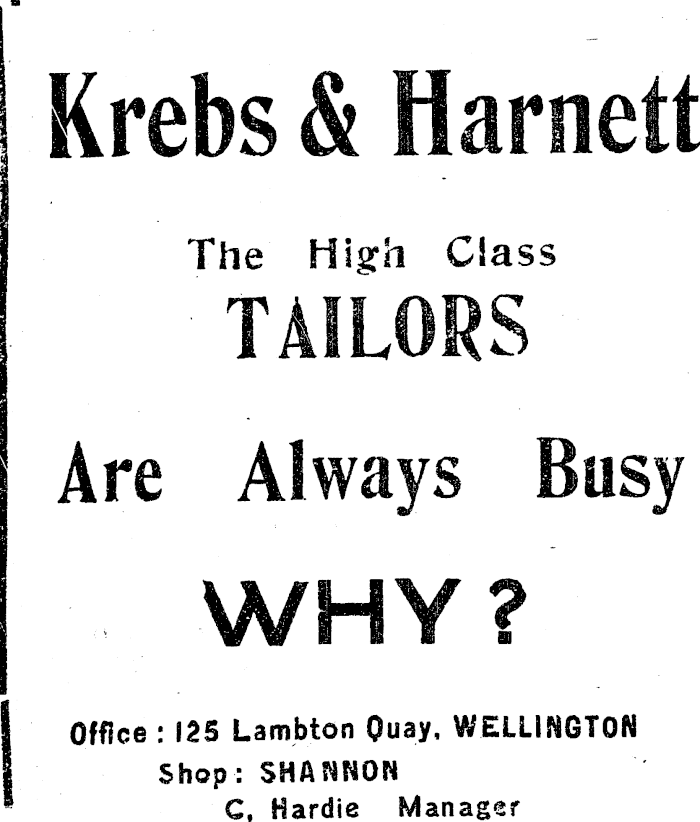 Krebs & Harnett
The High Class
TAILORS
Are Always Busy
WHY?
Office : 125 Lambton Quay, WELLINGTON
Shop : SHANNON
C, Hardie Manager